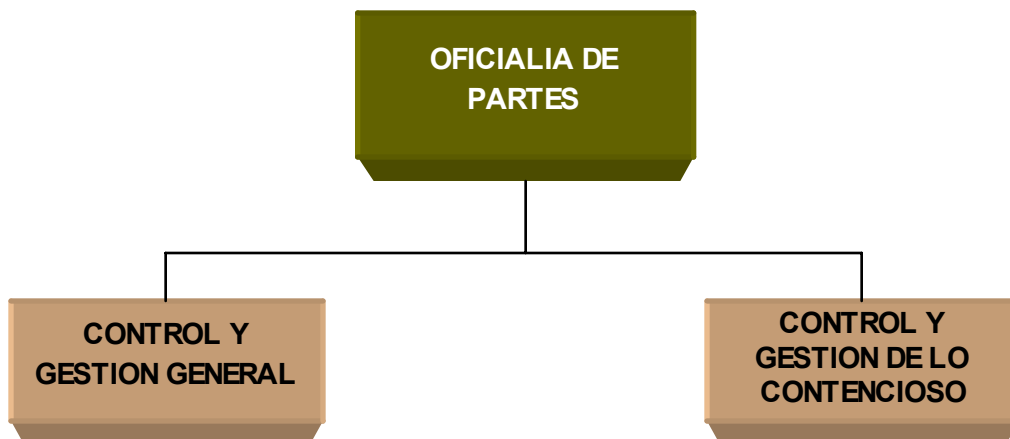 OFICIALIA DE
PARTES
CONTROL Y
GESTION GENERAL
CONTROL Y
GESTION DE LO
CONTENCIOSO